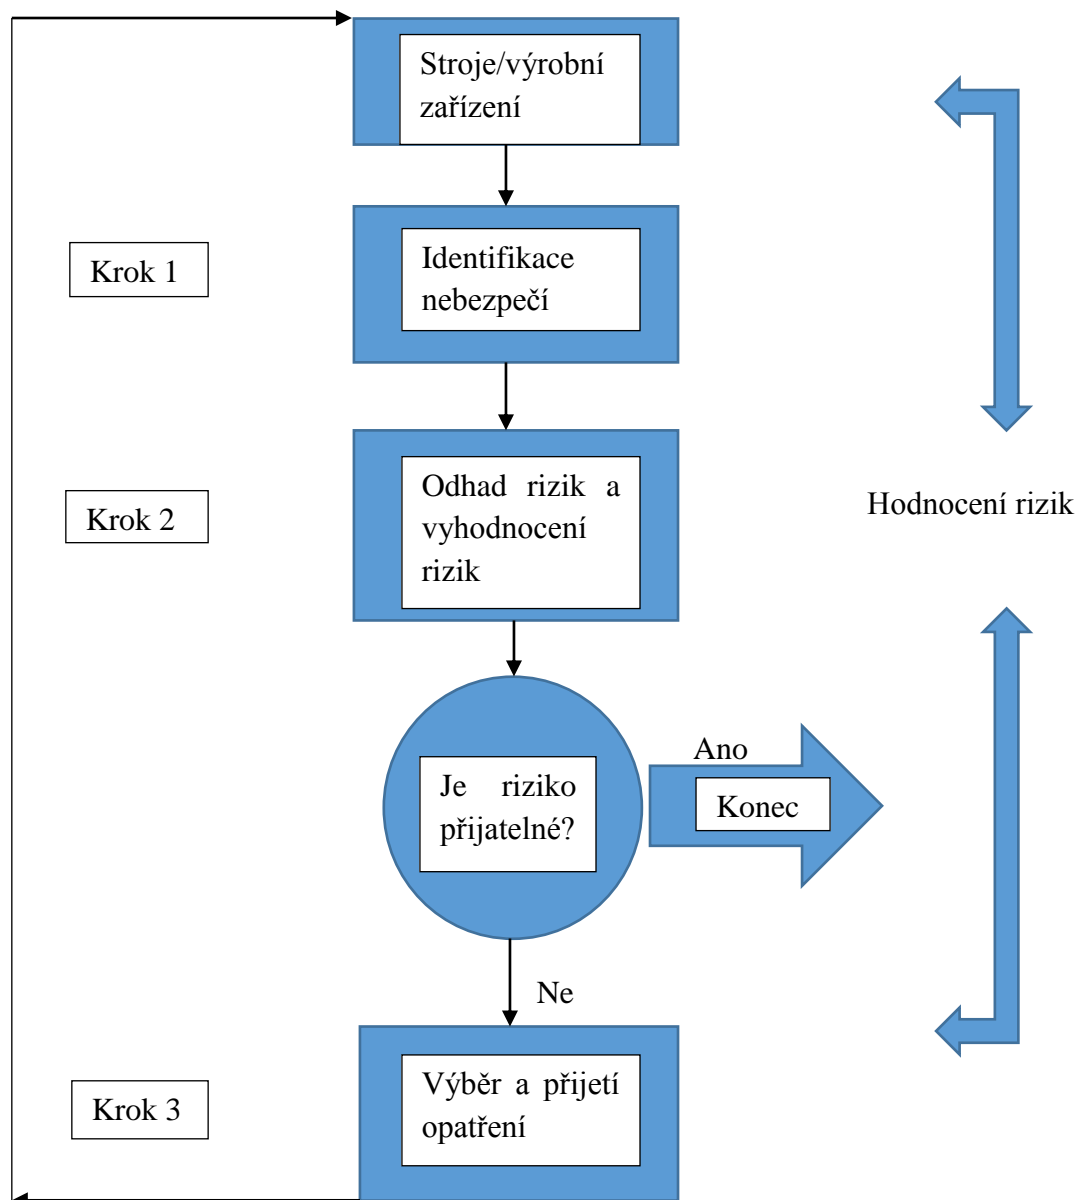 Stroje/výrobní
zařízení
Krok 1
Identifikace
nebezpečí
Krok 2
Odhad rizik a
vyhodnocení
rizik
Hodnocení rizik
Je riziko
přijatelné?
Ano
Konec
Ne
Krok 3
Výběr a přijetí
opatření